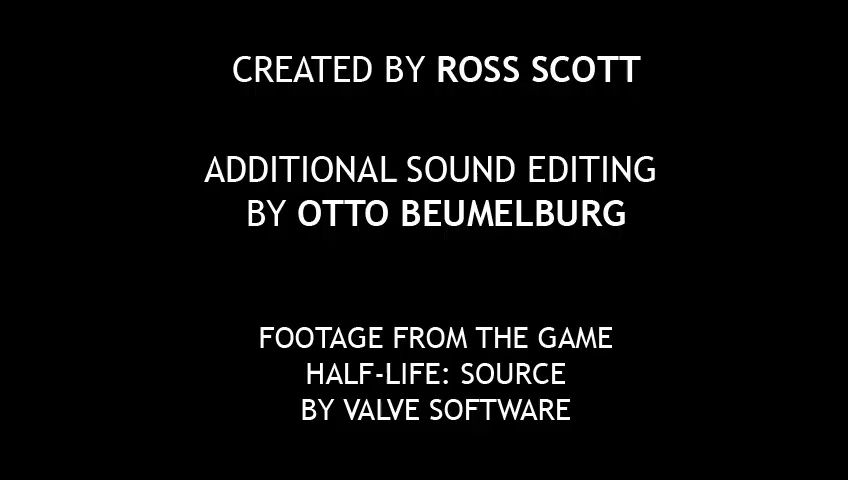 CREATED BY ROSS SCOTT
ADDITIONAL SOUND EDITING
BY OTTO BEUMELBURG
FOOTAGE FROM THE GAME
HALF-LIFE: SOURCE
BY VALVE SOFTWARE